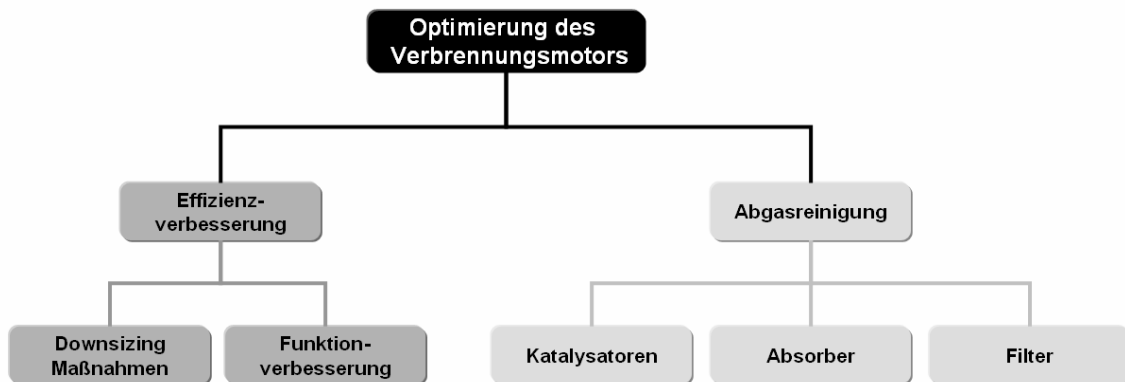 Optimierung des
Verbrennungsmotors
Effizienz-
verbesserung
Abgasreinigung
Downsizing
Maßnahmen
Funktion-
verbesserung
Katalysatoren
Absorber
Filter